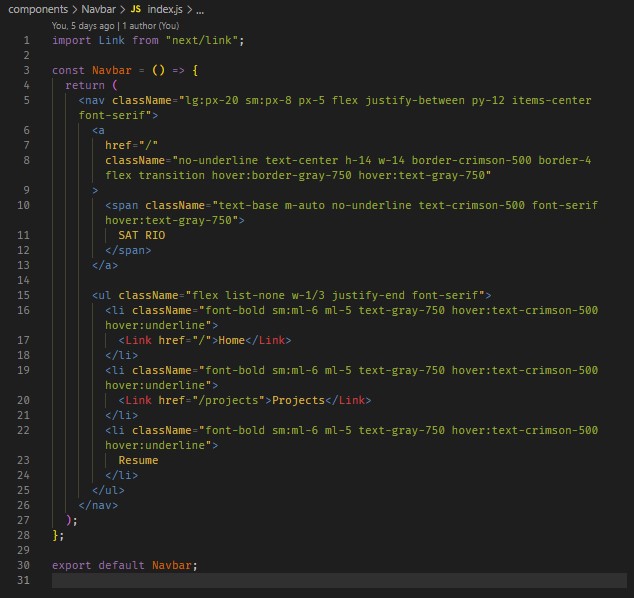 components > Navbar > JS index.js > ...
You, 5 days ago | 1 author (You)
1 import Link from "next/link";
2
3 const Navbar = () => {
4 return (
5 <nav className="lg:px-20 sm:px-8 px-5 flex justify-between py-12 items-center
font-serif">
6 <a
7 href="/"
8 className="no-underline text-center h-14 w-14 border-crimson-500 border-4
flex transition hover:border-gray-750 hover:text-gray-750"
9 >
10 <span className="text-base m-auto no-underline text-crimson-500 font-serif
hover:text-gray-750">
11 SAT RIO
12 </span>
13 </a>
14
15 <ul className="flex list-none w-1/3 justify-end font-serif">
16 <li className="font-bold sm:ml-6 ml-5 text-gray-750 hover:text-crimson-500
hover:underline">
17 <Link href="/">Home</Link>
18 </li>
19 <li className="font-bold sm:ml-6 ml-5 text-gray-750 hover:text-crimson-500
hover:underline">
20 <Link href="/projects">Projects</Link>
21 </li>
22 <li className="font-bold sm:ml-6 ml-5 text-gray-750 hover:text-crimson-500
hover:underline">
23 Resume
24 </li>
25 </ul>
26 </nav>
27 );
28 };
29
30 export default Navbar;
31